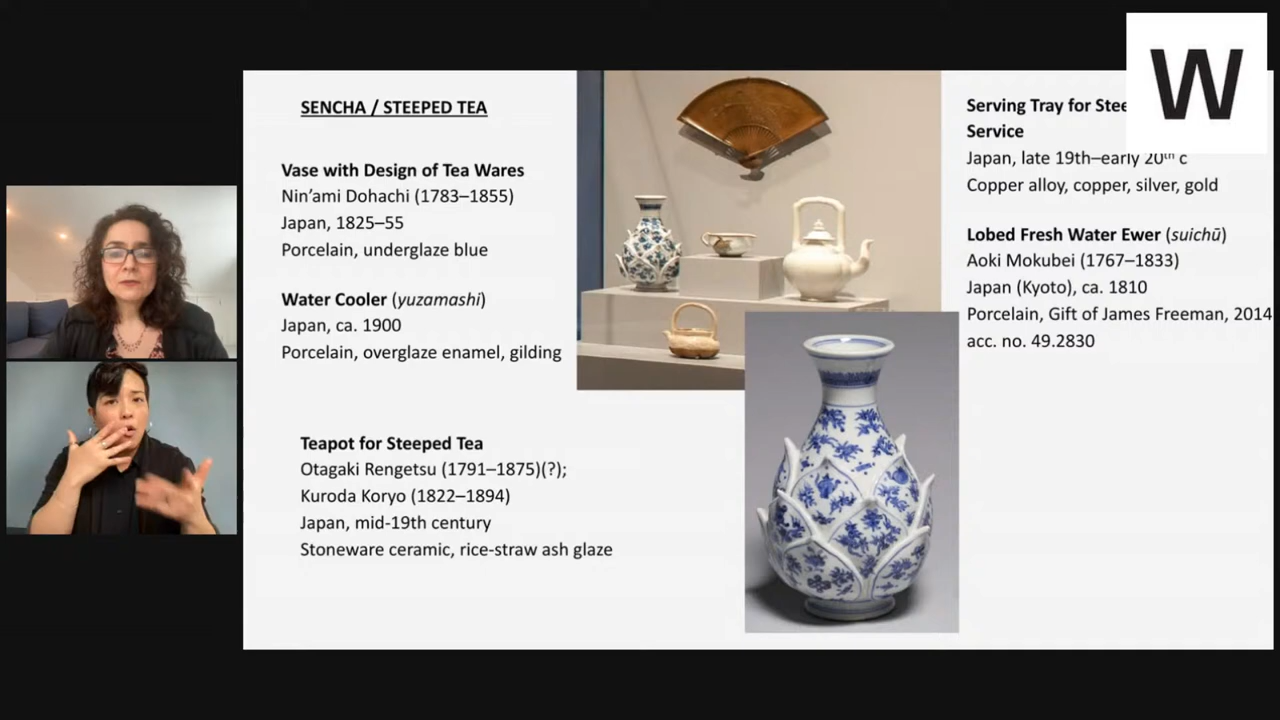 SENCHA / STEEPED TEA
Vase with Design of Tea Wares
Nin’ami Dohachi (1783–1855)
Japan, 1825–55
Porcelain, underglaze blue
Water Cooler (yuzamashi)
Japan, ca. 1900
Porcelain, overglaze enamel, gilding
Teapot for Steeped Tea
Otagaki Rengetsu (1791–1875)(?);
Kuroda Koryo (1822–1894)
Japan, mid-19th century
Stoneware ceramic, rice-straw ash glaze
Serving Tray for
Service
Japan, late 19th–early 20th c
Copper alloy, copper, silver, gold
Lobed Fresh Water Ewer (suichū)
Aoki Mokubei (1767–1833)
Japan (Kyoto), ca. 1810
Porcelain, Gift of James Freeman, 2014
acc. no. 49.2830
W